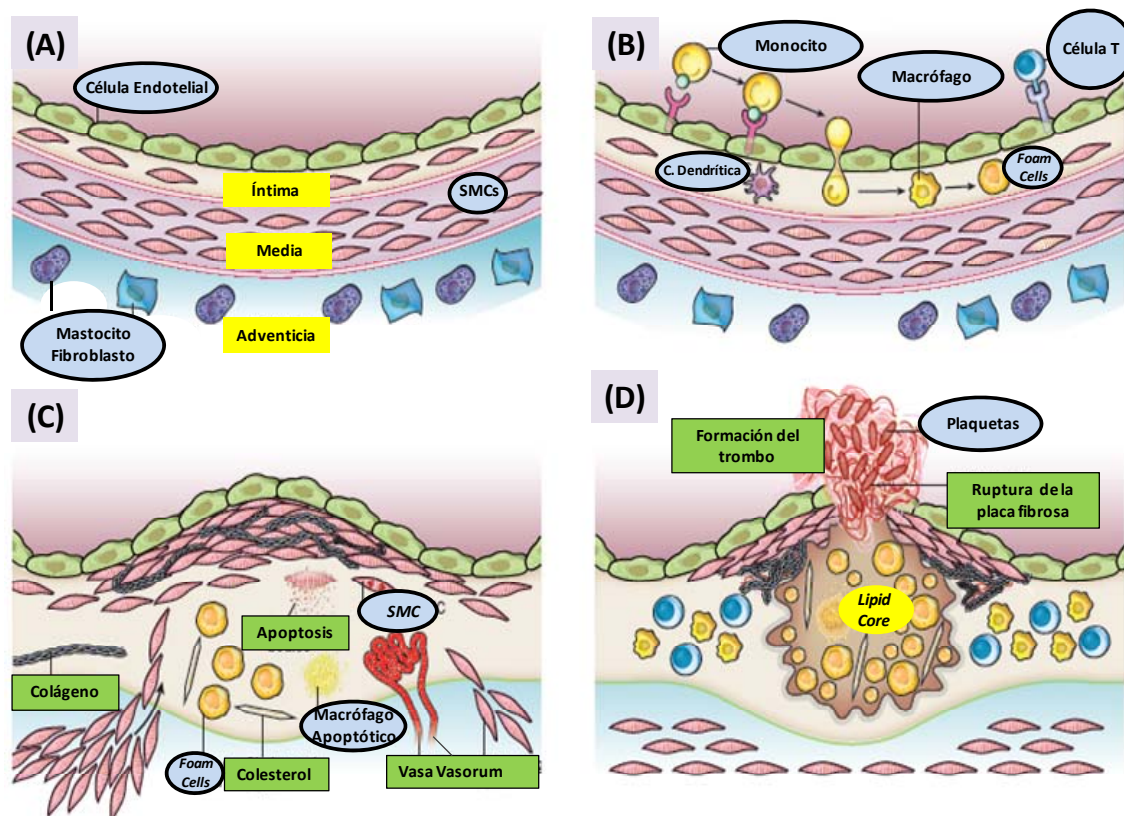 (A)
Célula Endotelial
Íntima
SMCs
Media
Adventicia
Mastocito
Fibroblasto
(B)
Monocito
Célula T
Macrófago
C. Dendrítica
Foam
Cells
(C)
SMC
Apoptosis
Colágeno
Macrófago
Apoptótico
Foam
Cells
Colesterol
Vasa Vasorum
(D)
Plaquetas
Formación del
trombo
Ruptura de la
placa fibrosa
Lipid
Core